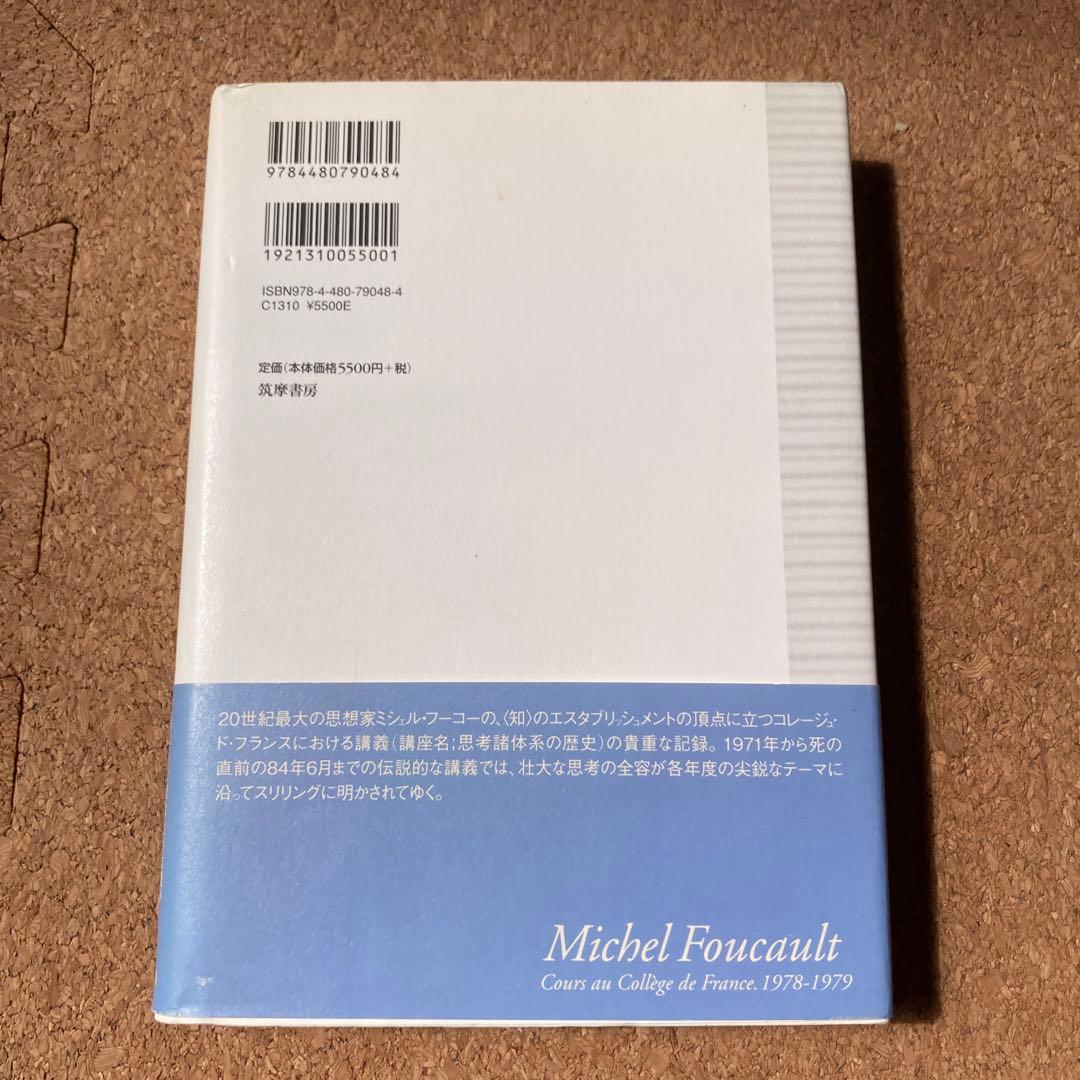 9784480790484
1921310055001
ISBN978-4-480-79048-4
C1310 ¥5500E
定価(本体価格5500円+税)
筑摩書房
20世紀最大の思想家ミシェル・フーコーの、〈知〉のエスタブリッシュメントの頂点に立つコレージュ・
ド・フランスにおける講義(講座名;思考諸体系の歴史)の貴重な記録。1971年から死の
直前の84年6月までの伝説的な講義では、壮大な思考の全容が各年度の尖鋭なテーマに
沿ってスリリングに明かされてゆく。
Michel Foucault
Cours au Collège de France. 1978-1979